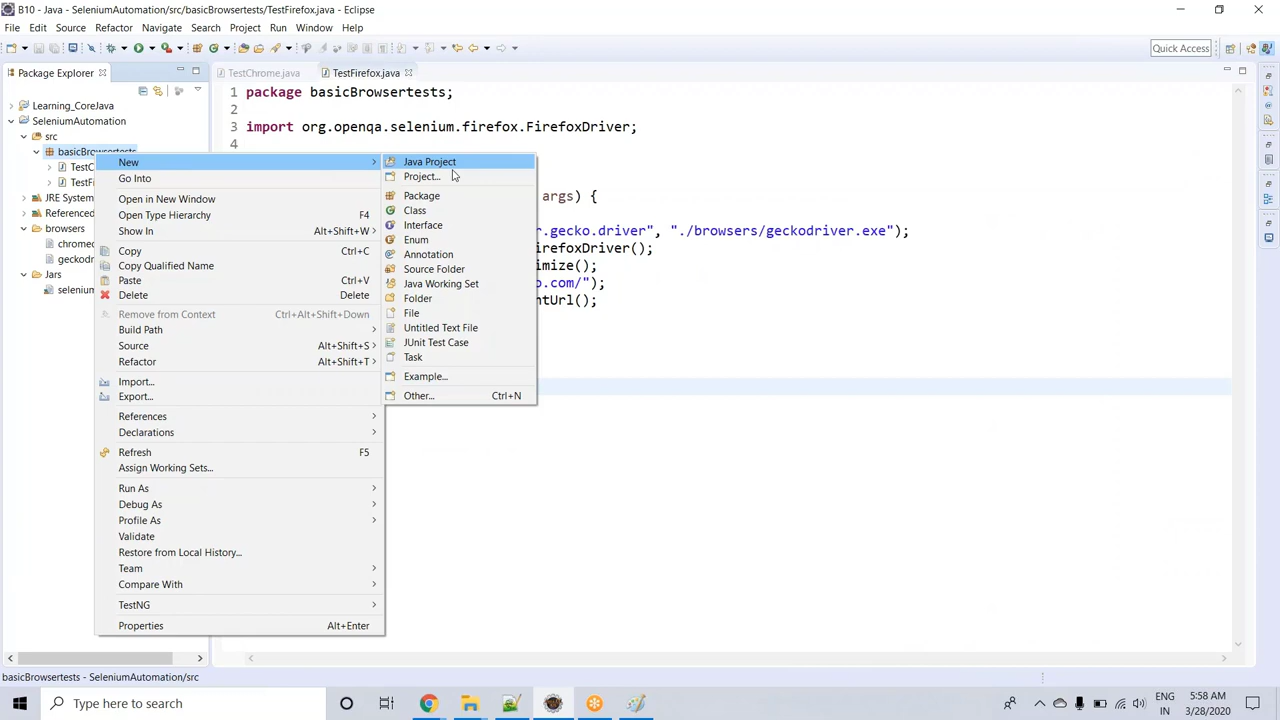 B10 - Java - SeleniumAutomation/src/basicBrowsertests/TestFirefox.java - Eclipse
File Edit Source Refactor Navigate Search Project Run Window Help
Quick Access
Package Explorer
TestChrome.java
TestFirefox.java
Learning_CoreJava
SeleniumAutomation
src
basicBrowsertests
TestC
TestFi
JRE System
Referenced
browsers
chromed
geckod
Jars
selenium
1 package basicBrowsertests;
2
3 import org.openqa.selenium.firefox.FirefoxDriver;
4
args) {
r.gecko.driver", "./browsers/geckodriver.exe");
irefoxDriver();
imize();
o.com/");
ntUrl();
New
Go Into
Open in New Window
Open Type Hierarchy F4
Show In Alt+Shift+W
Copy Ctrl+C
Copy Qualified Name
Paste Ctrl+V
Delete Delete
Remove from Context Ctrl+Alt+Shift+Down
Build Path
Source Alt+Shift+S
Refactor Alt+Shift+T
Import...
Export...
References
Declarations
Refresh F5
Assign Working Sets...
Run As
Debug As
Profile As
Validate
Restore from Local History...
Team
Compare With
TestNG
Properties Alt+Enter
Java Project
Project...
Package
Class
Interface
Enum
Annotation
Source Folder
Java Working Set
Folder
File
Untitled Text File
JUnit Test Case
Task
Example...
Other... Ctrl+N
basicBrowsertests - SeleniumAutomation/src
Type here to search
ENG
IN
5:58 AM
3/28/2020